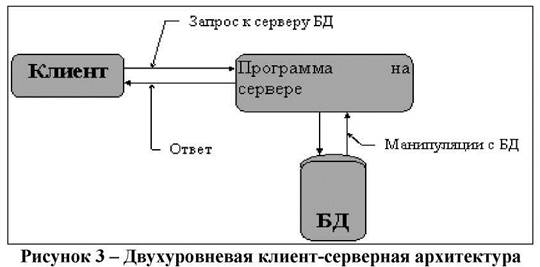 Запрос к серверу БД
Клиент
Программа на
сервере
Ответ
Манипуляции с БД
БД
Рисунок 3 – Двухуровневая клиент-серверная архитектура